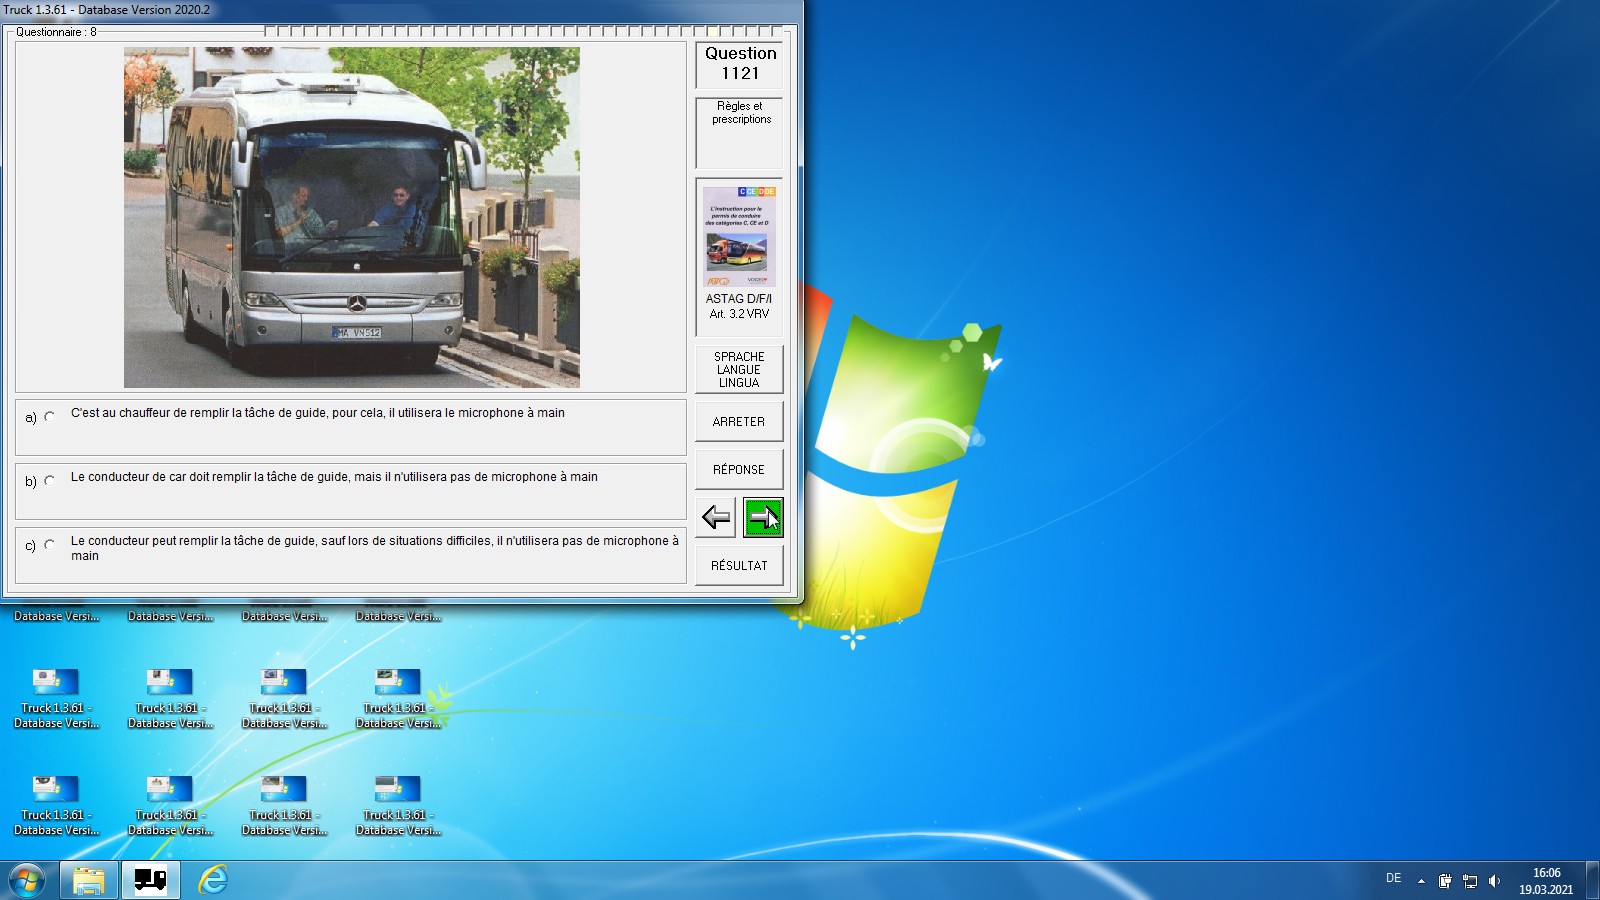 Truck 1.3.61 - Database Version 2020.2
Questionnaire : 8
Question
1121
Règles et
prescriptions
C CE D DE
L'instruction pour le
permis de conduire
des catégories C, CE et D
MA VN512
ASTAG D/F/I
Art. 3.2 VRV
SPRACHE
LANGUE
LINGUA
a) C'est au chauffeur de remplir la tâche de guide, pour cela, il utilisera le microphone à main
ARRETER
b) Le conducteur de car doit remplir la tâche de guide, mais il n'utilisera pas de microphone à main
RÉPONSE
c) Le conducteur peut remplir la tâche de guide, sauf lors de situations difficiles, il n'utilisera pas de microphone à
main
RÉSULTAT
Database Versi... Database Versi... Database Versi... Database Versi...
Truck 1.3.61 - Truck 1.3.61 - Truck 1.3.61 - Truck 1.3.61 -
Database Versi... Database Versi... Database Versi... Database Versi...
Truck 1.3.61 - Truck 1.3.61 - Truck 1.3.61 - Truck 1.3.61 -
Database Versi... Database Versi... Database Versi... Database Versi...
DE
16:06
19.03.2021